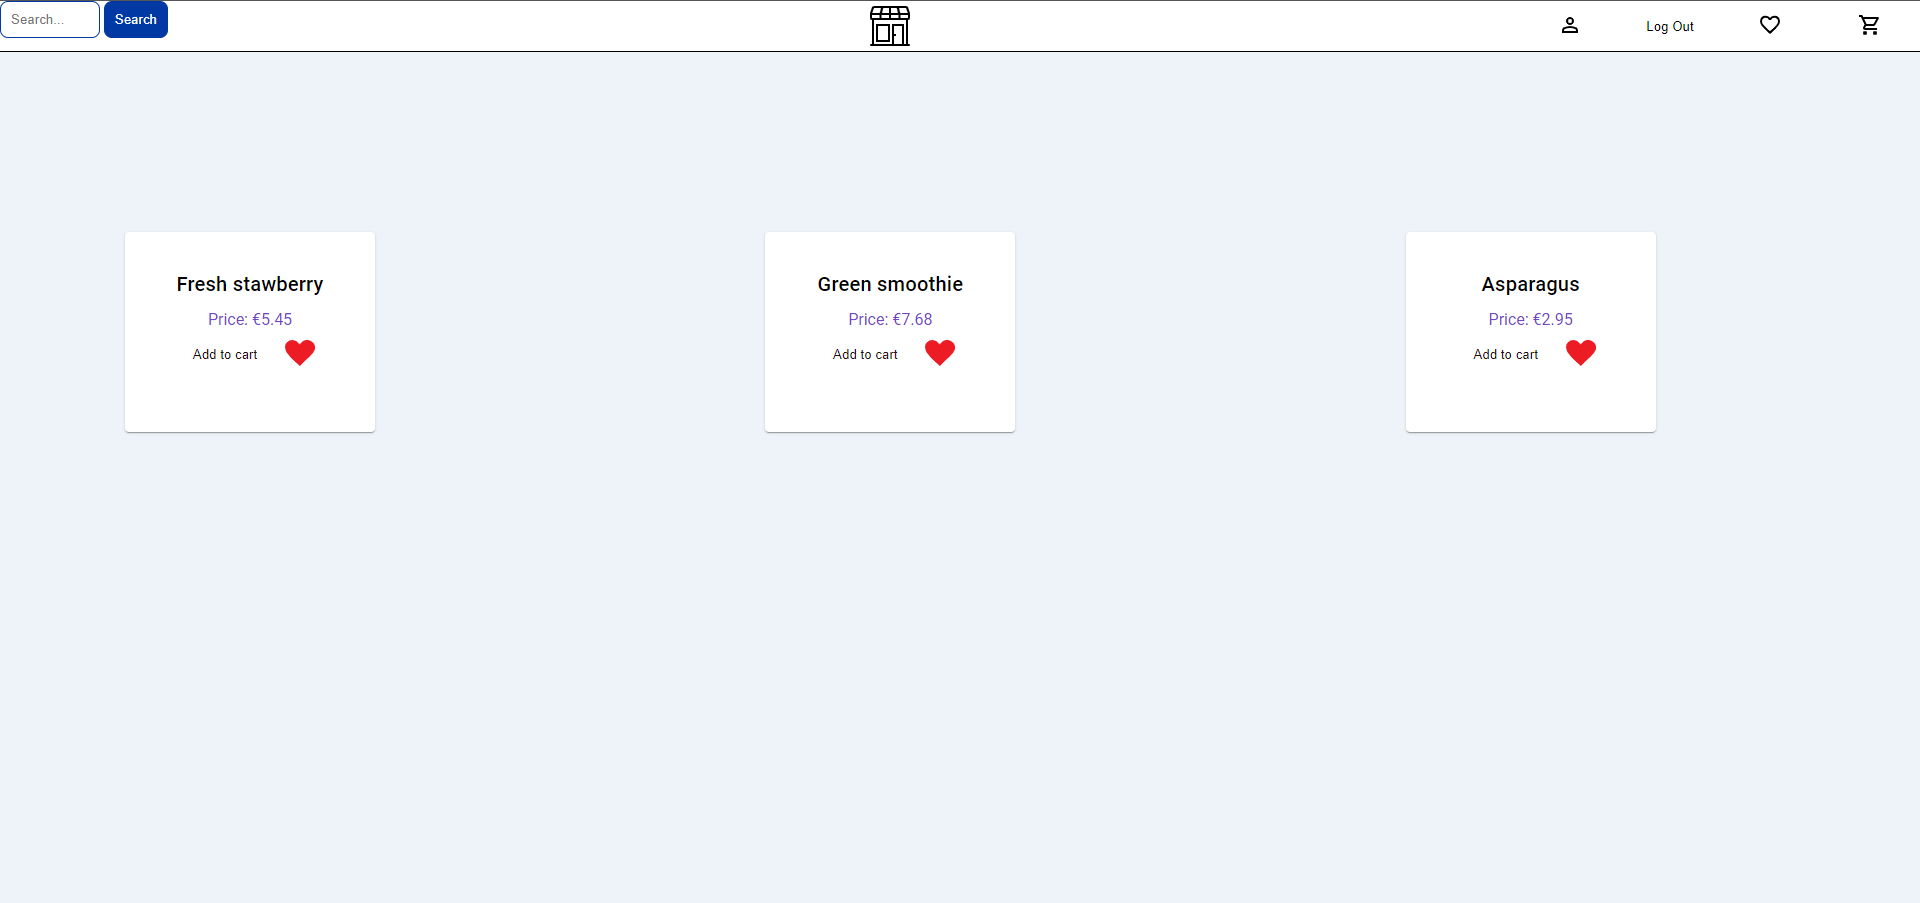 Search...
Search
Log Out
Fresh stawberry
Price: €5.45
Add to cart
Green smoothie
Price: €7.68
Add to cart
Asparagus
Price: €2.95
Add to cart